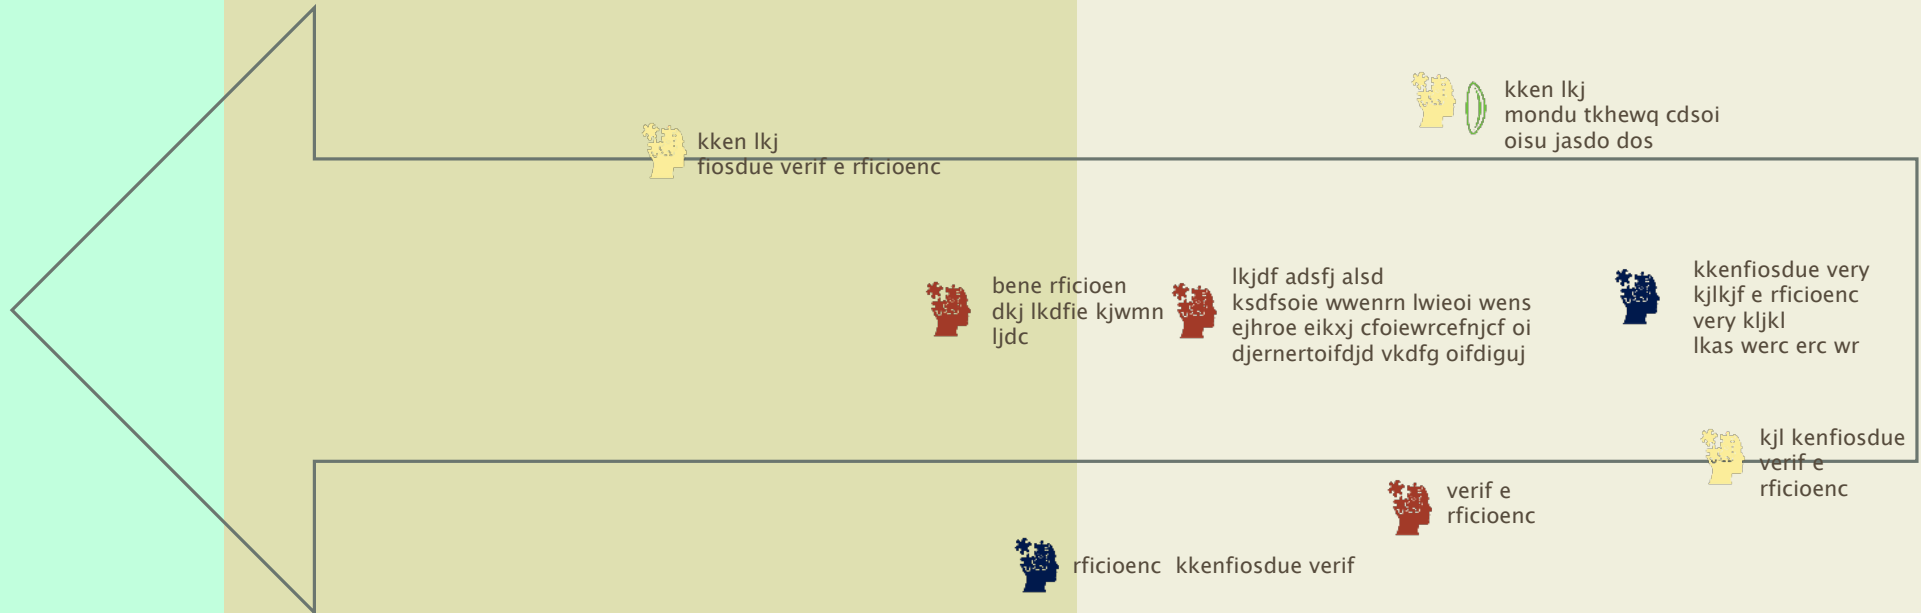 kken lkj
mondu tkhewq cdsoi
oisu jasdo dos
kken lkj
fiosdue verif e rficioenc
bene rficioen
dkj lkdfie kjwmn
ljdc
lkjdf adsfj alsd
ksdfsoie wwenrn lwieoi wens
ejhroe eikxj cfoiewrcefnjcf oi
djernertoifdjd vkdfg oifdiguj
kkenfiosdue very
kjlkjf e rficioenc
very kljkl
lkas werc erc wr
kjl kenfiosdue
verif e
rficioenc
verif e
rficioenc
rficioenc  kkenfiosdue verif